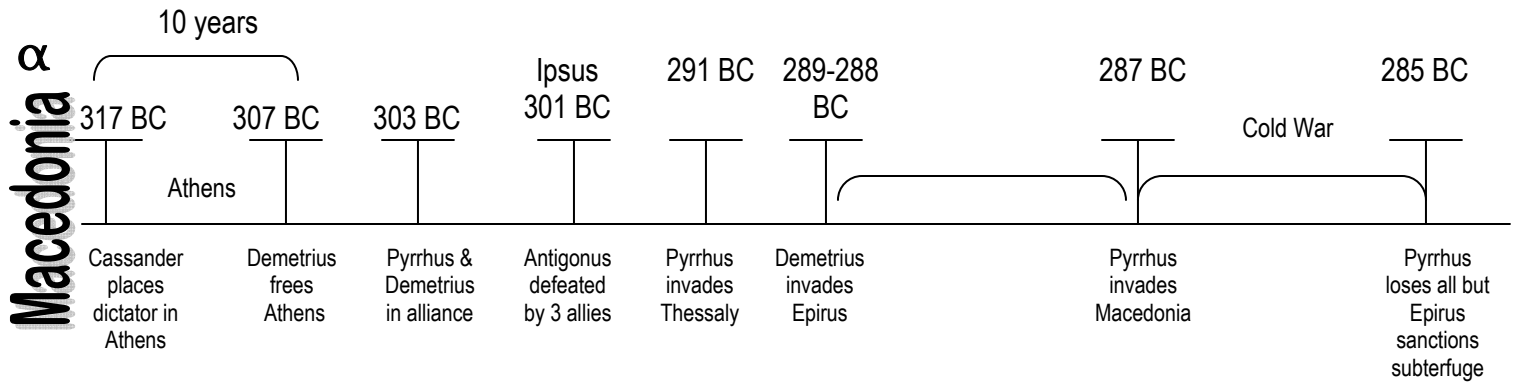 Macedonia α
10 years
317 BC
307 BC
303 BC
Ipsus
301 BC
291 BC
289-288
BC
287 BC
285 BC
Athens
Cold War
Cassander
places
dictator in
Athens
Demetrius
frees
Athens
Pyrrhus &
Demetrius
in alliance
Antigonus
defeated
by 3 allies
Pyrrhus
invades
Thessaly
Demetrius
invades
Epirus
Pyrrhus
invades
Macedonia
Pyrrhus
loses all but
Epirus
sanctions
subterfuge